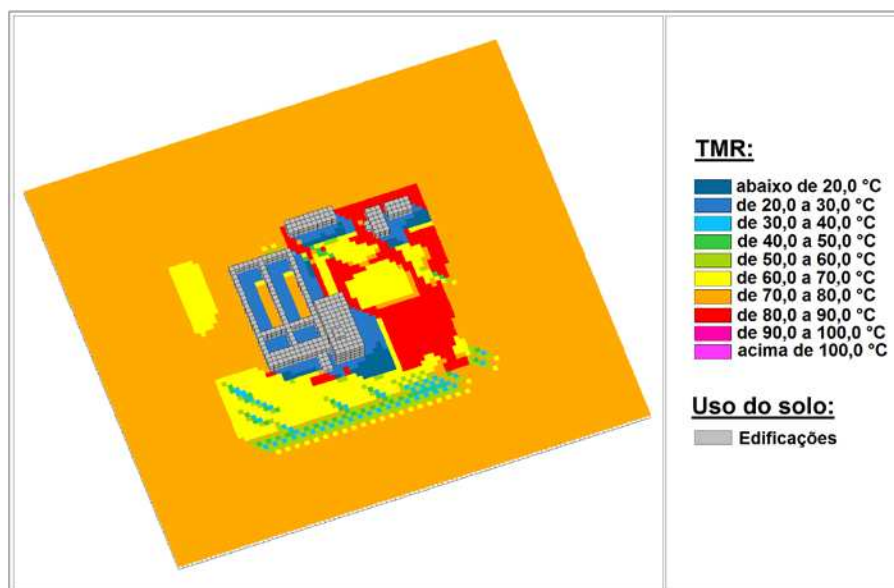 TMR:
abaixo de 20,0 °C
de 20,0 a 30,0 °C
de 30,0 a 40,0 °C
de 40,0 a 50,0 °C
de 50,0 a 60,0 °C
de 60,0 a 70,0 °C
de 70,0 a 80,0 °C
de 80,0 a 90,0 °C
de 90,0 a 100,0 °C
acima de 100,0 °C
Uso do solo:
Edificações